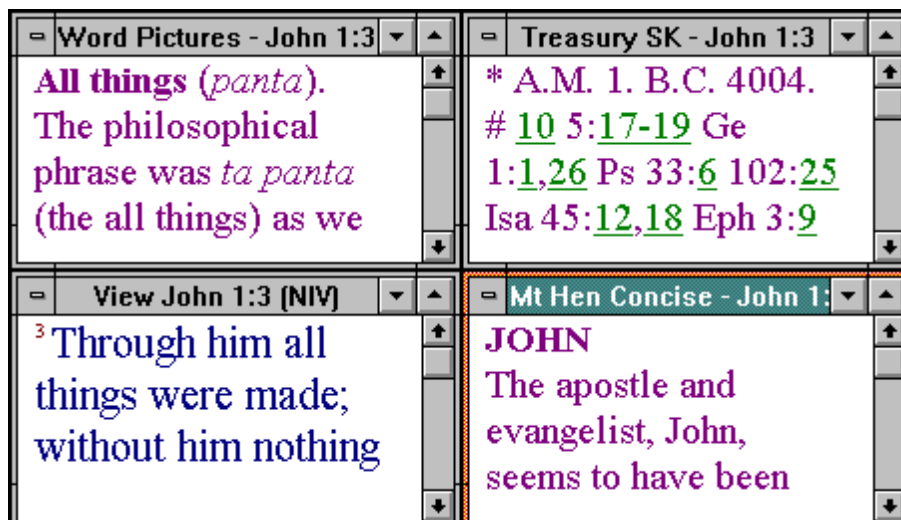 Word Pictures - John 1:3
All things (panta).
The philosophical
phrase was ta panta
(the all things) as we
Treasury SK - John 1:3
* A.M. 1. B.C. 4004.
# 10 5:17-19 Ge
1:1,26 Ps 33:6 102:25
Isa 45:12,18 Eph 3:9
View John 1:3 (NIV)
3 Through him all
things were made;
without him nothing
Mt Hen Concise - John 1:
JOHN
The apostle and
evangelist, John,
seems to have been